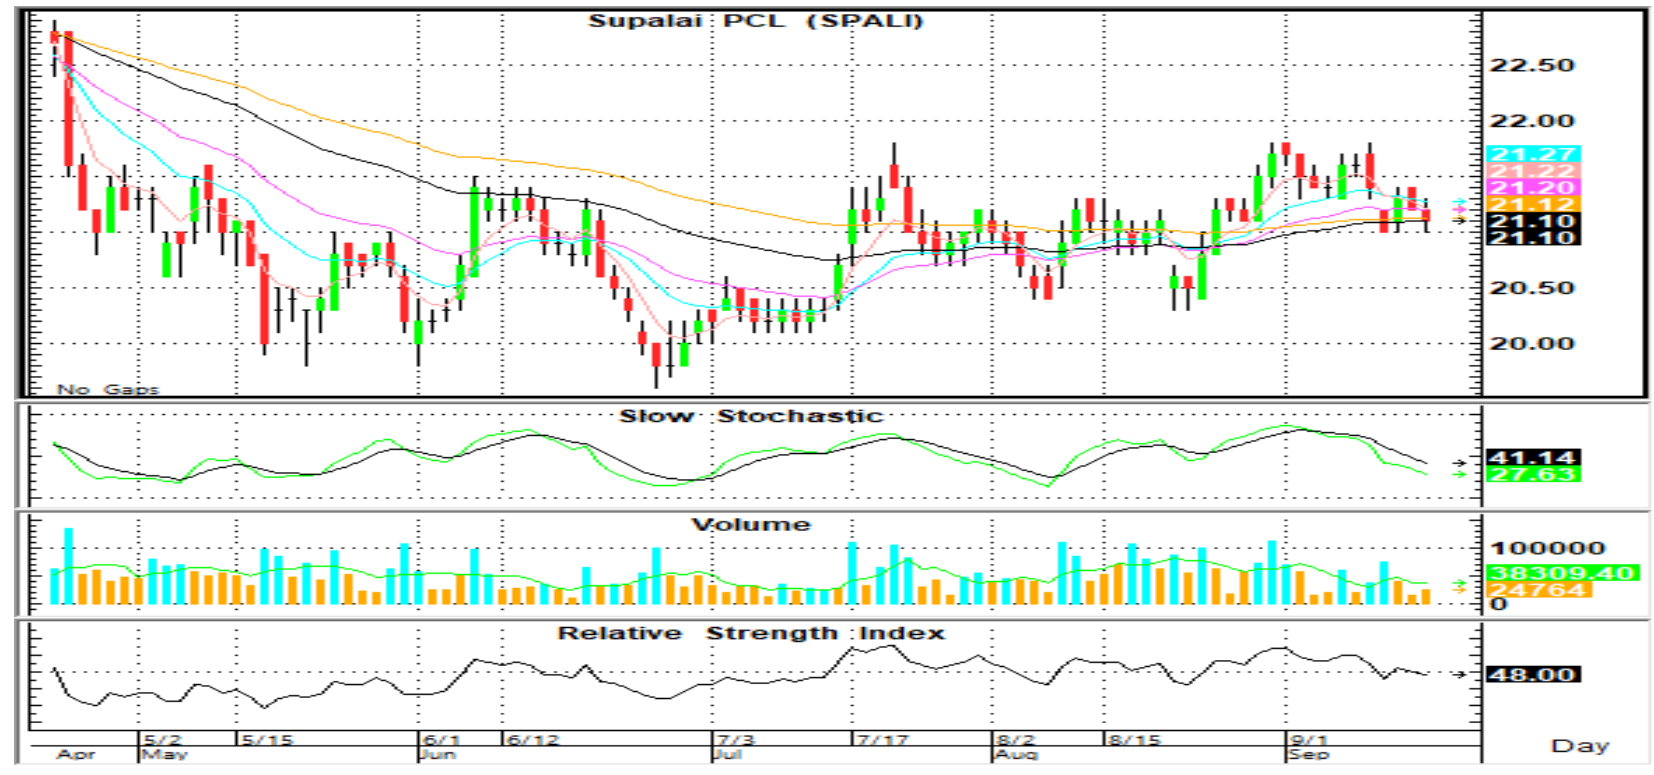 Supalai PCL (SPALI)
22.50
22.00
21.27
21.22
21.20
21.12
21.10
21.10
20.50
20.00
No Gaps
Slow Stochastic
41.14
27.63
Volume
100000
38309.40
24764
0
Relative Strength Index
48.00
5/2 5/15 6/1 6/12 7/3 7/17 8/2 8/15 9/1
Apr May Jun Jul Aug Sep Day